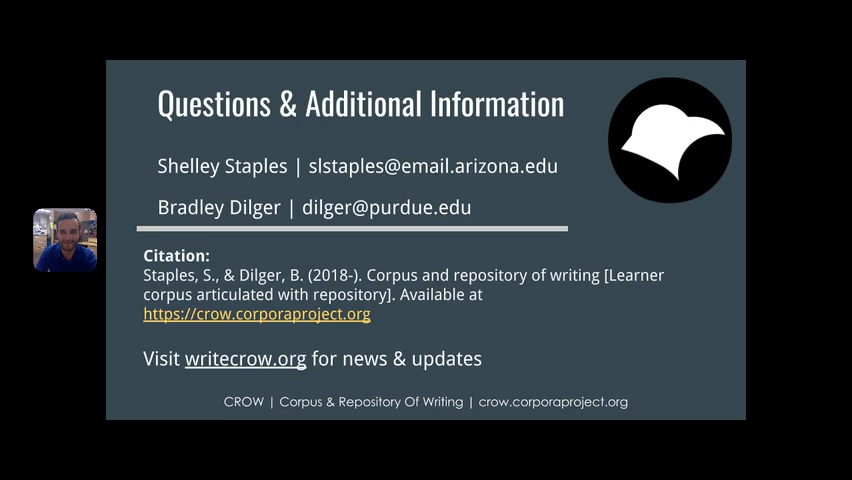 Questions & Additional Information
Shelley Staples | slstaples@email.arizona.edu
Bradley Dilger | dilger@purdue.edu
Citation:
Staples, S., & Dilger, B. (2018-). Corpus and repository of writing [Learner
corpus articulated with repository]. Available at
https://crow.corporaproject.org
Visit writecrow.org for news & updates
CROW | Corpus & Repository Of Writing | crow.corporaproject.org